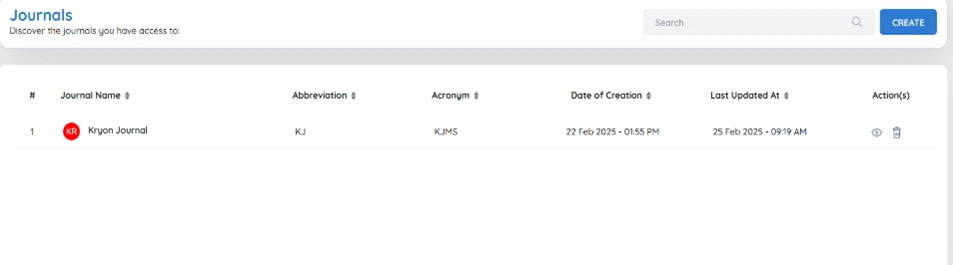 Journals
Discover the journals you have access to:
Search
CREATE
# Journal Name Abbreviation Acronym Date of Creation Last Updated At Action(s)
1 KR Kryon Journal KJ KJMS 22 Feb 2025 - 01:55 PM 25 Feb 2025 - 09:19 AM